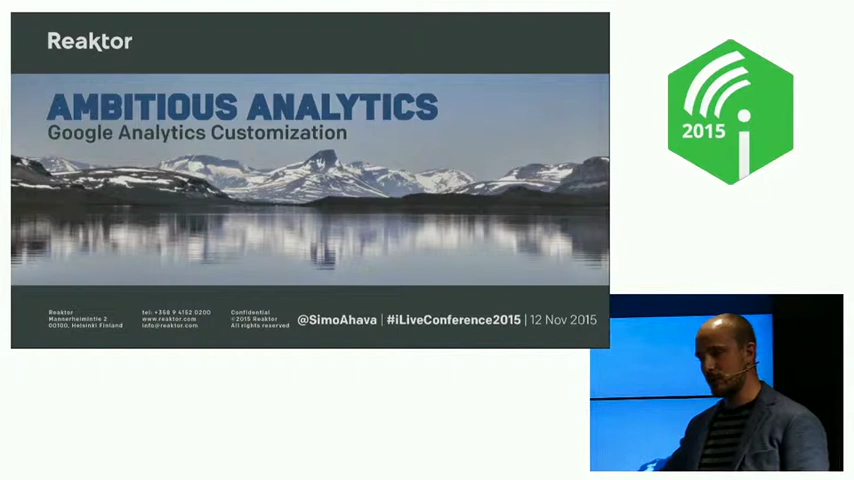 Reaktor
AMBITIOUS ANALYTICS
Google Analytics Customization
2015
i
Reaktor
Mannerheimintie 2
00100, Helsinki Finland
tel: +358 9 4152 0200
www.reaktor.com
info@reaktor.com
Confidential
©2015 Reaktor
All rights reserved
@SimoAhava | #iLiveConference2015 | 12 Nov 2015